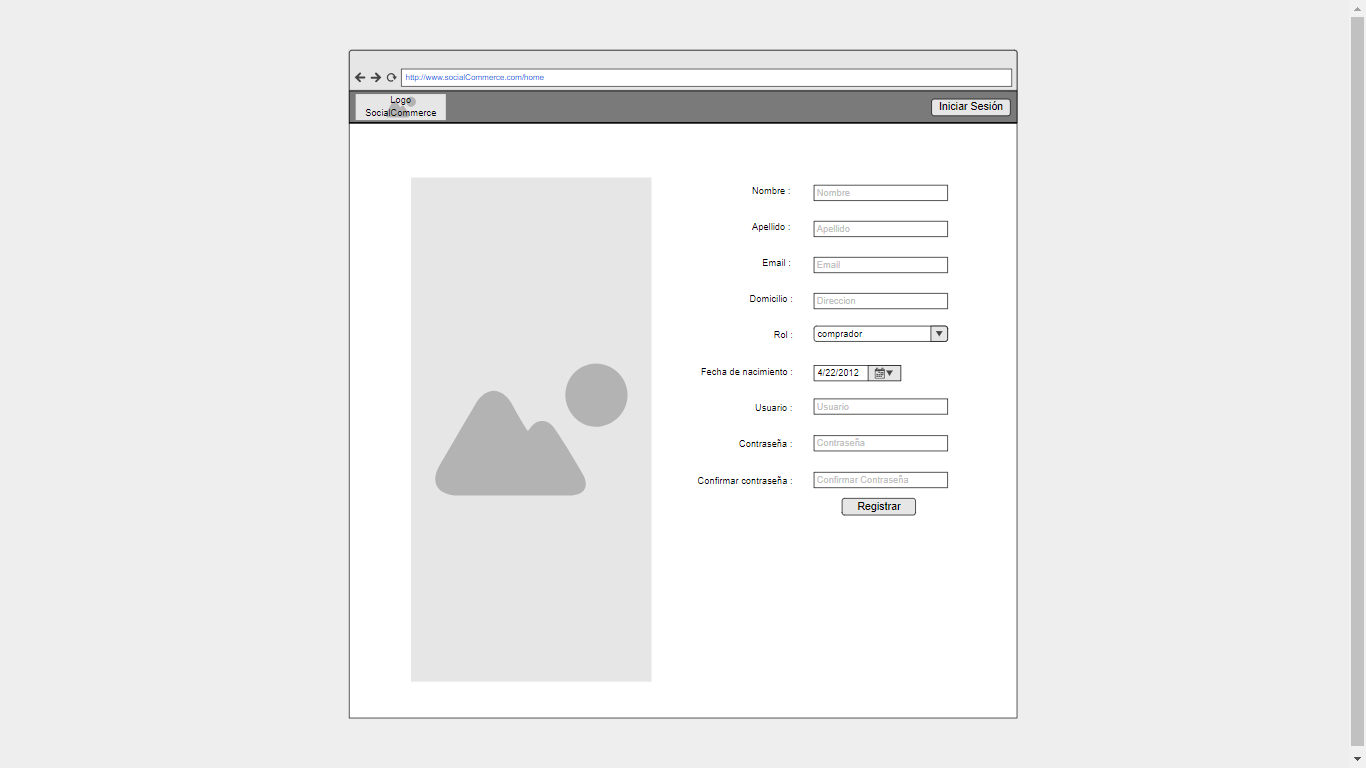 http://www.socialCommerce.com/home
Logo
SocialCommerce
Iniciar Sesión
Nombre : Nombre
Apellido : Apellido
Email : Email
Domicilio : Direccion
Rol : comprador
Fecha de nacimiento : 4/22/2012
Usuario : Usuario
Contraseña : Contraseña
Confirmar contraseña : Confirmar Contraseña
Registrar